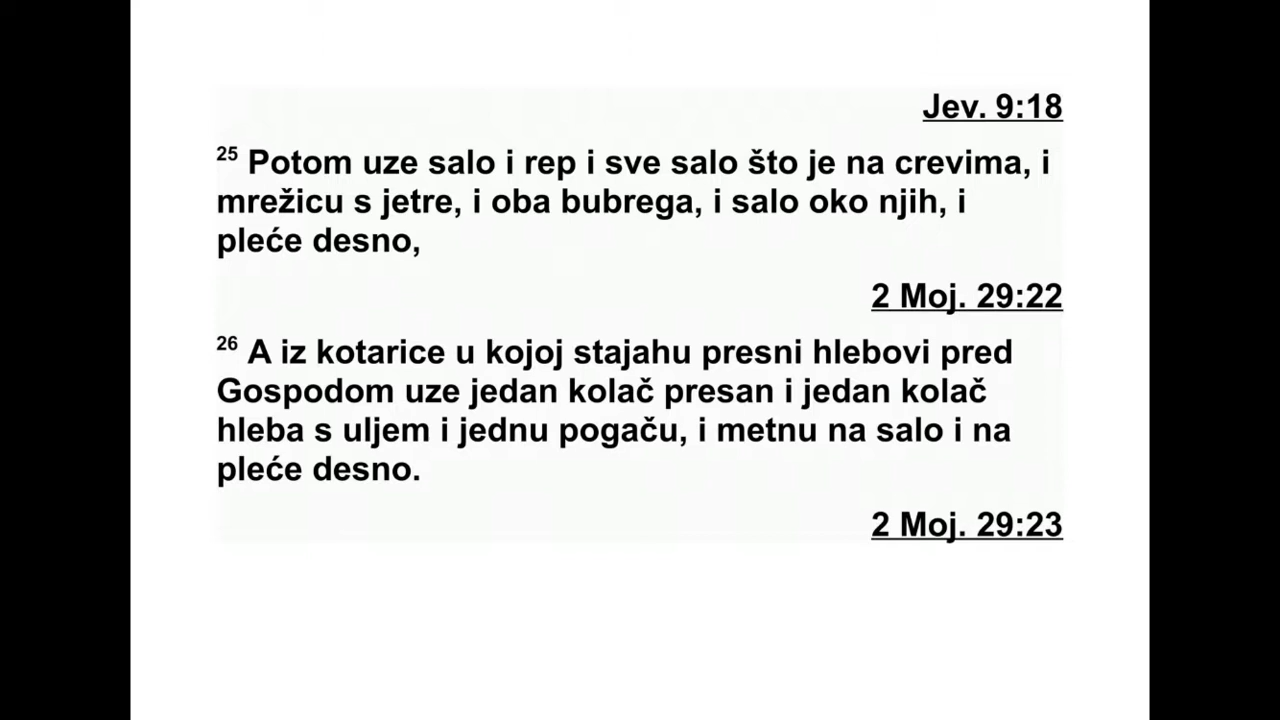 Jev. 9:18
25 Potom uze salo i rep i sve salo što je na crevima, i
mrežicu s jetre, i oba bubrega, i salo oko njih, i
pleće desno,
2 Moj. 29:22
26 A iz kotarice u kojoj stajahu presni hlebovi pred
Gospodom uze jedan kolač presan i jedan kolač
hleba s uljem i jednu pogaču, i metnu na salo i na
pleće desno.
2 Moj. 29:23